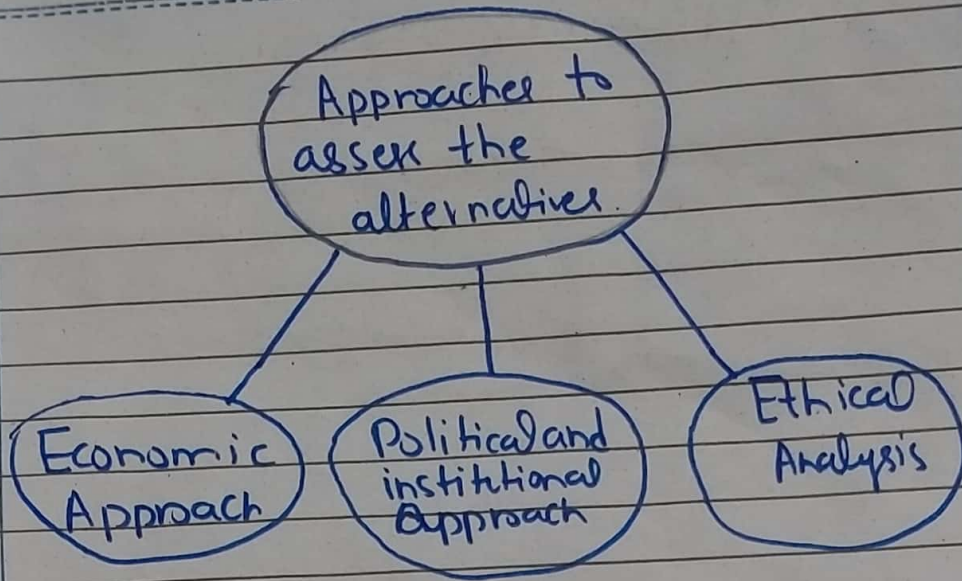 Approaches to
assess the
alternatives.
Economic
Approach
Political and
institutional
Approach
Ethical
Analysis